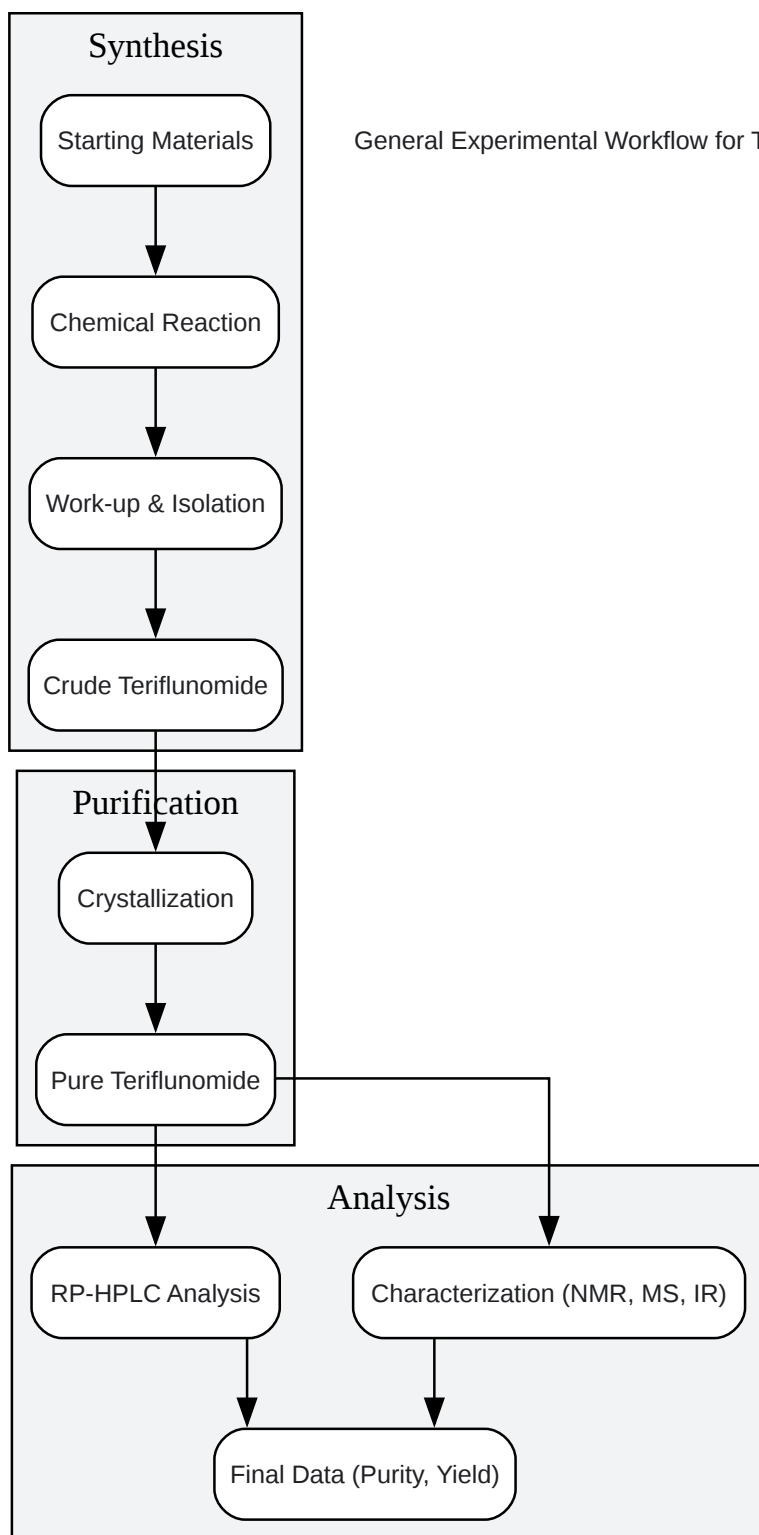 Synthesis
Starting Materials
General Experimental Workflow for T
Chemical Reaction
Work-up & Isolation
Crude Teriflunomide
Purification
Crystallization
Pure Teriflunomide
Analysis
RP-HPLC Analysis
Characterization (NMR, MS, IR)
Final Data (Purity, Yield)